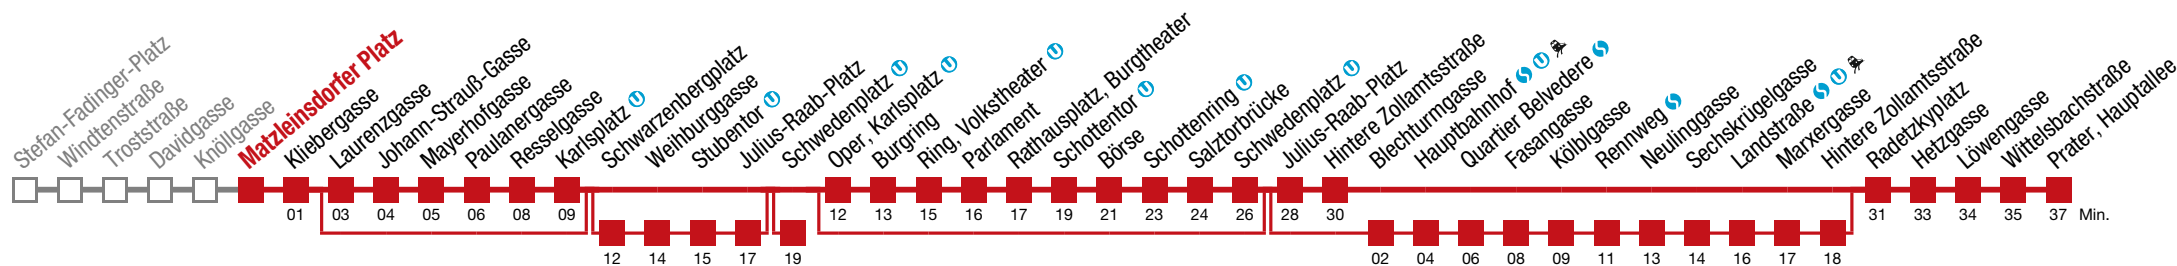 Stefan-Fadinger-Platz
Windtenstraße
Troststraße
Davidgasse
Knöllgasse
Matzleinsdorfer Platz
Kliebergasse
Laurenzgasse
Johann-Strauß-Gasse
Mayerhofgasse
Paulanergasse
Resselgasse
Karlsplatz U
Schwarzenbergplatz
Weihburggasse
Stubentor U
Julius-Raab-Platz
Schwedenplatz U
Oper, Karlsplatz U
Burgring
Ring, Volkstheater U
Parlament
Rathausplatz, Burgtheater
Schottentor U
Börse
Schottenring U
Salztorbrücke
Schwedenplatz U
Julius-Raab-Platz
Hintere Zollamtsstraße
Blechturmgasse
Hauptbahnhof S U
Quartier Belvedere S
Fasangasse
Kölblgasse
Rennweg S
Neulinggasse
Sechskrügelgasse
Landstraße S U
Marxergasse
Hintere Zollamtsstraße
Radetzkyplatz
Hetzgasse
Löwengasse
Wittelsbachstraße
Prater, Hauptallee
01 03 04 05 06 08 09 12 13 15 16 17 19 21 23 24 26 28 30 31 33 34 35 37 Min.
12 14 15 17 19 02 04 06 08 09 11 13 14 16 17 18